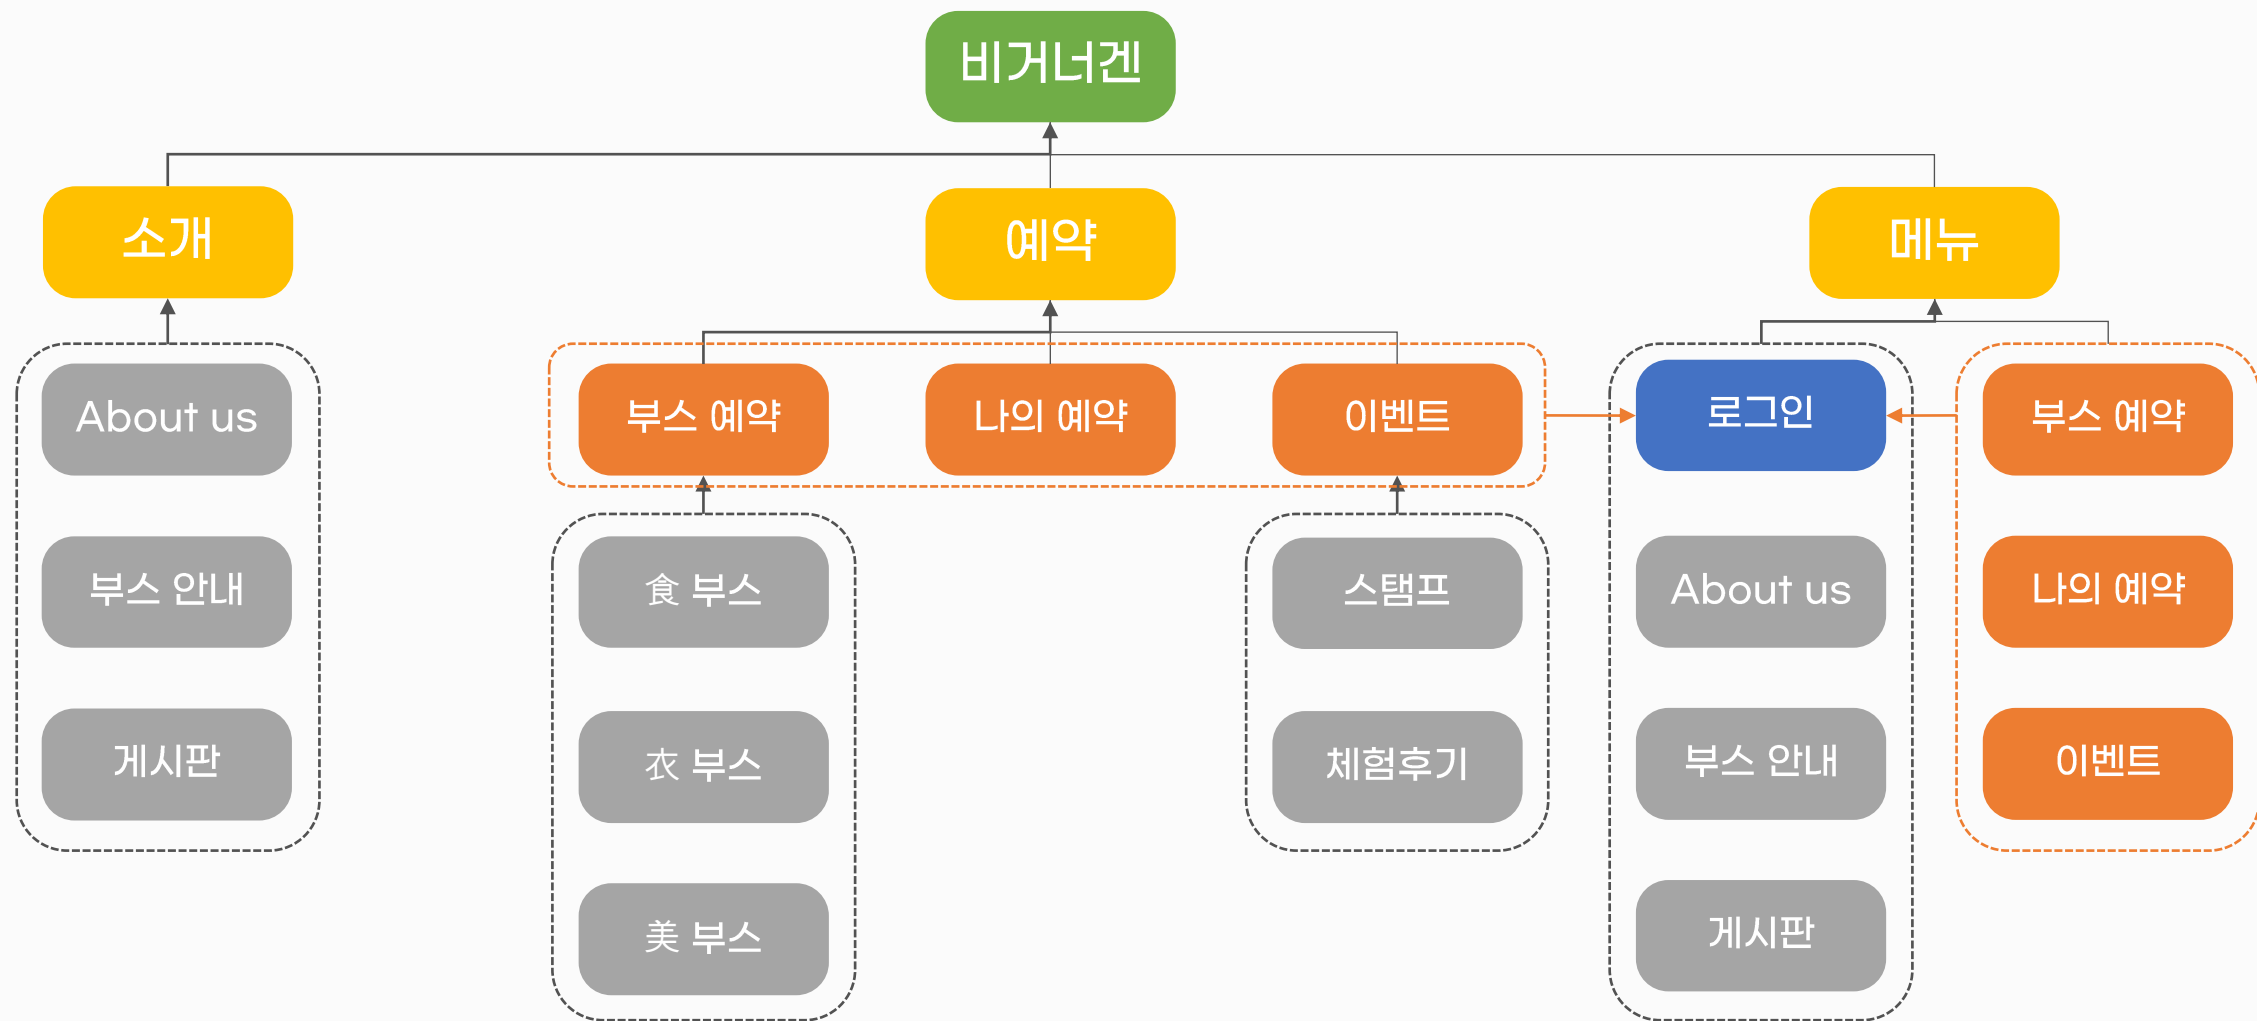 비거너겐
소개
예약
메뉴
About us
부스 안내
게시판
부스 예약
나의 예약
이벤트
食 부스
衣 부스
美 부스
스탬프
체험후기
로그인
About us
부스 안내
게시판
부스 예약
나의 예약
이벤트